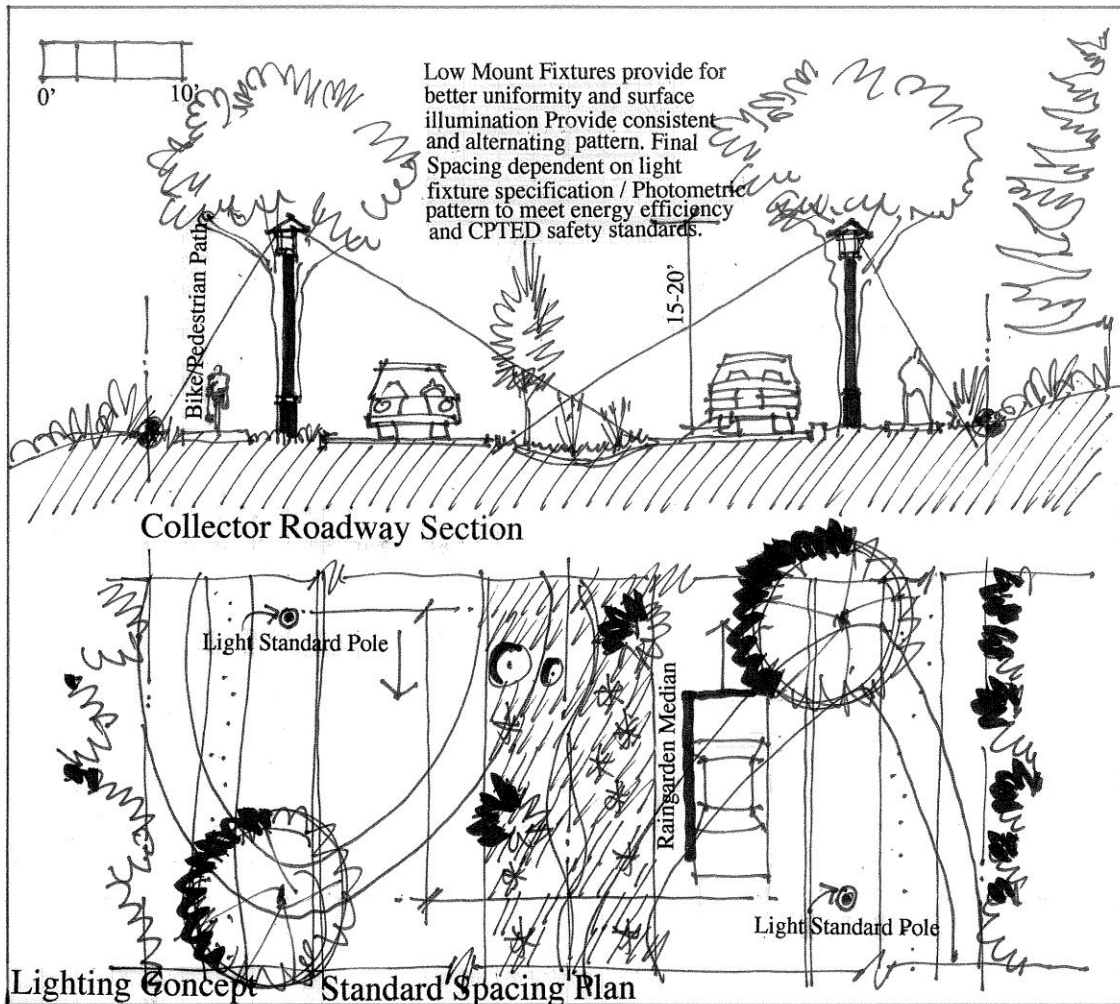 0'
10'
Low Mount Fixtures provide for
better uniformity and surface
illumination Provide consistent
and alternating pattern. Final
Spacing dependent on light
fixture specification / Photometric
pattern to meet energy efficiency
and CPTED safety standards.
Bike/Pedestrian Path
15-20'
Collector Roadway Section
Light Standard Pole
Raingarden Median
Light Standard Pole
Lighting Concept
Standard Spacing Plan